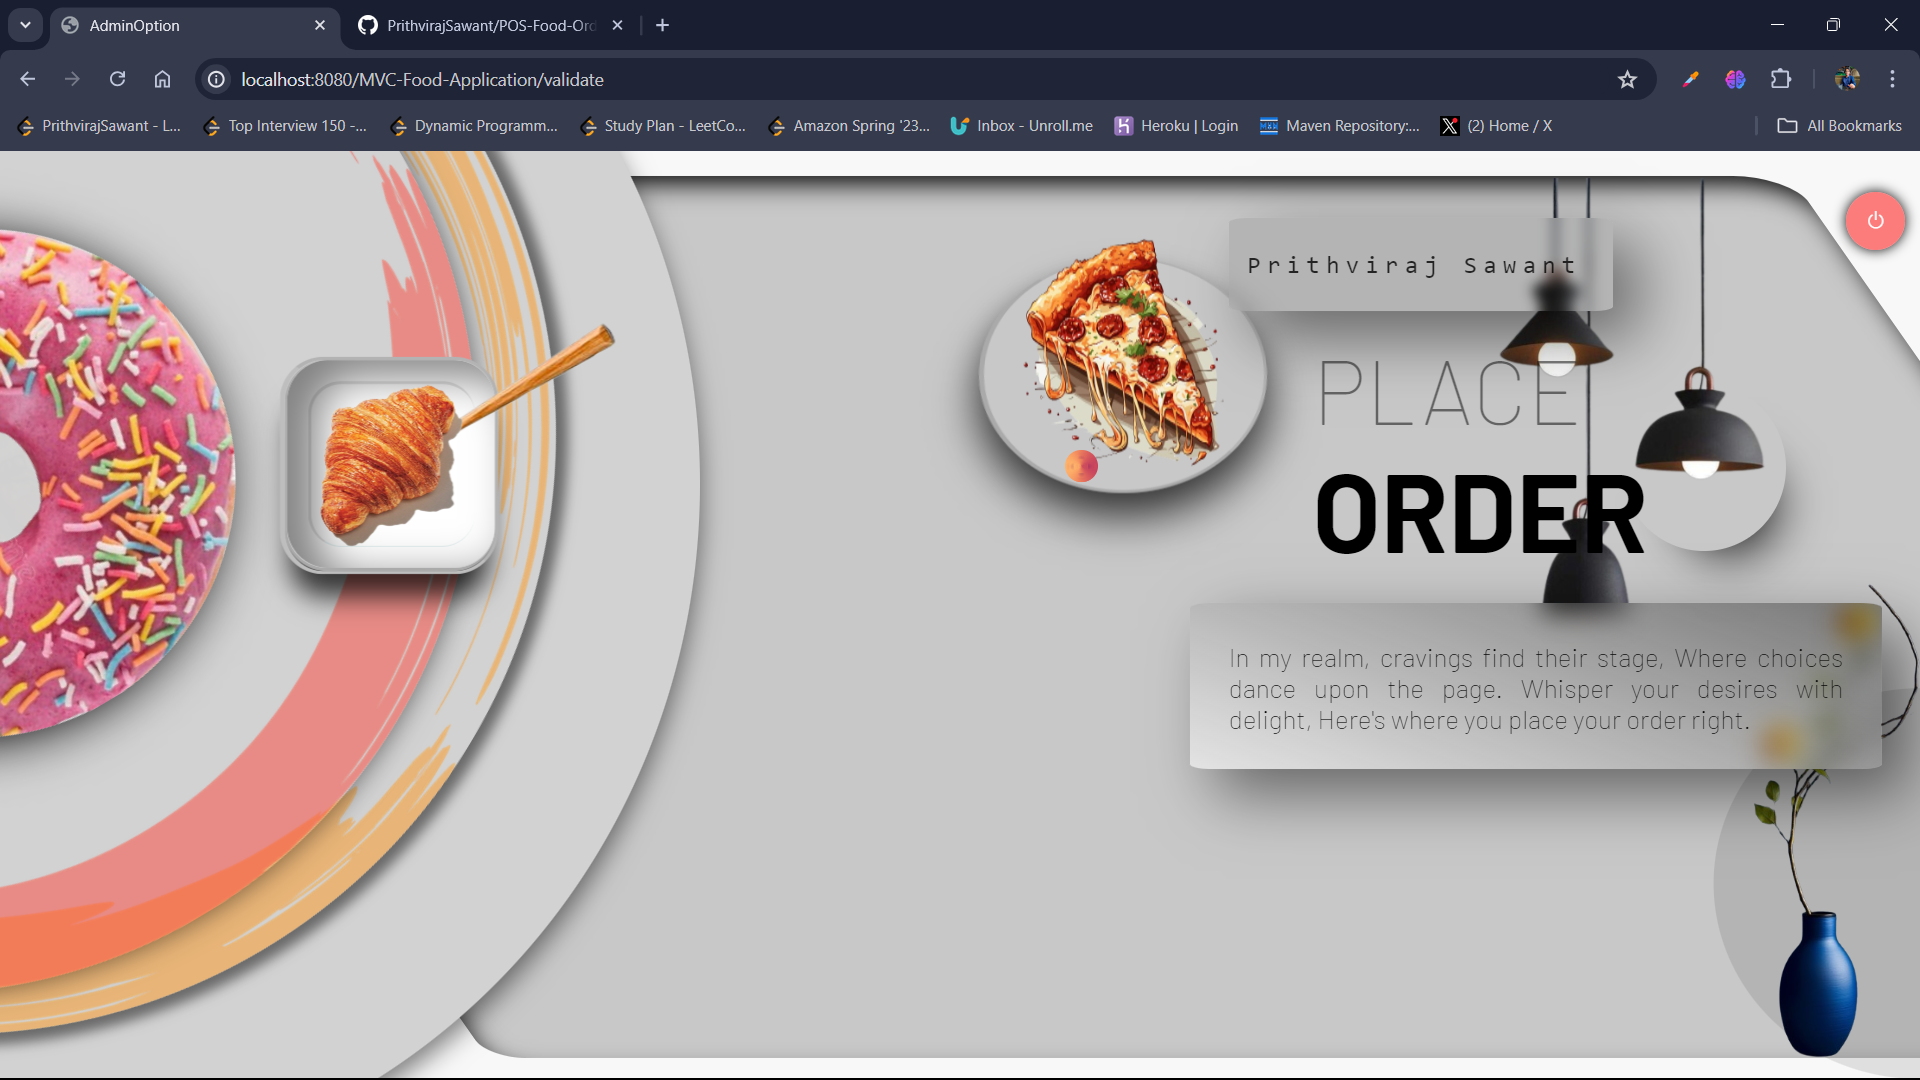 AdminOption
PrithvirajSawant/POS-Food-Ord
localhost:8080/MVC-Food-Application/validate
PrithvirajSawant - L...
Top Interview 150 -...
Dynamic Programm...
Study Plan - LeetCo...
Amazon Spring '23...
Inbox - Unroll.me
Heroku | Login
Maven Repository:...
(2) Home / X
All Bookmarks
Prithviraj Sawant
PLACE
ORDER
In my realm, cravings find their stage, Where choices
dance upon the page. Whisper your desires with
delight, Here's where you place your order right.